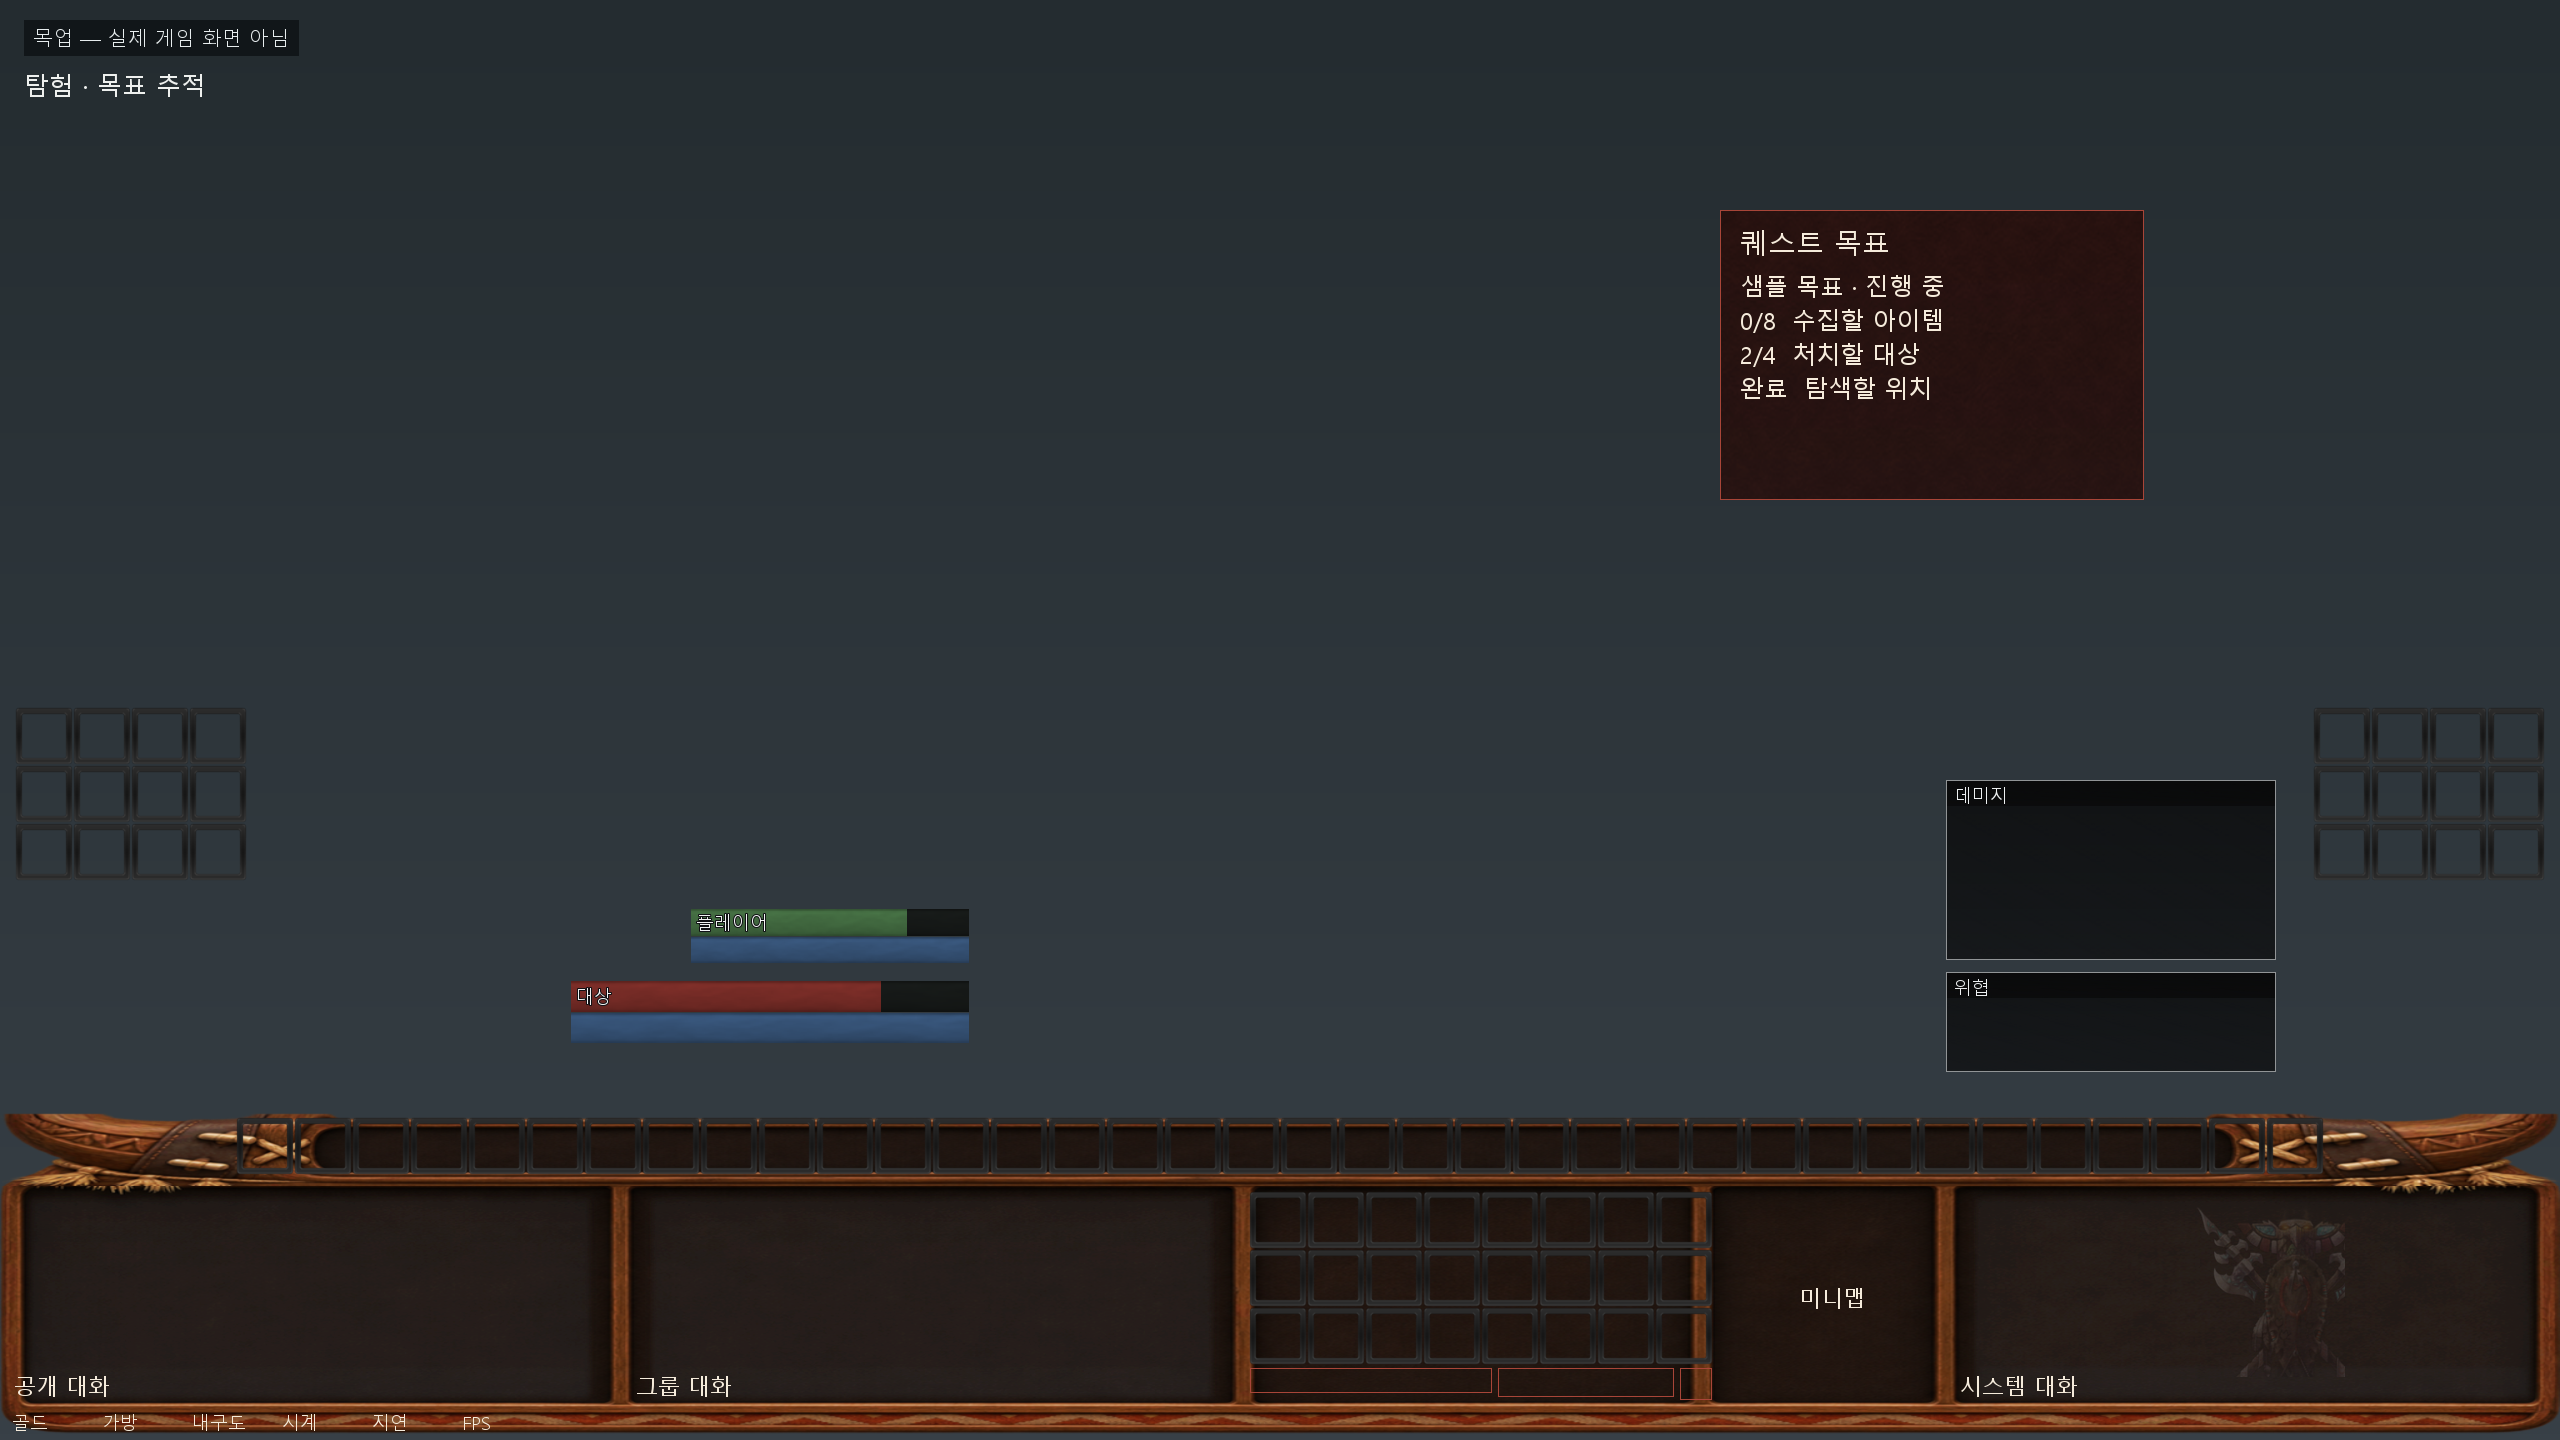 목업 — 실제 게임 화면 아님
탐험 · 목표 추적
퀘스트 목표
샘플 목표 · 진행 중
0/8 수집할 아이템
2/4 처치할 대상
완료 탐색할 위치
데미지
플레이어
위협
대상
미니맵
공개 대화
그룹 대화
시스템 대화
골드 가방 내구도 시계 지연 FPS